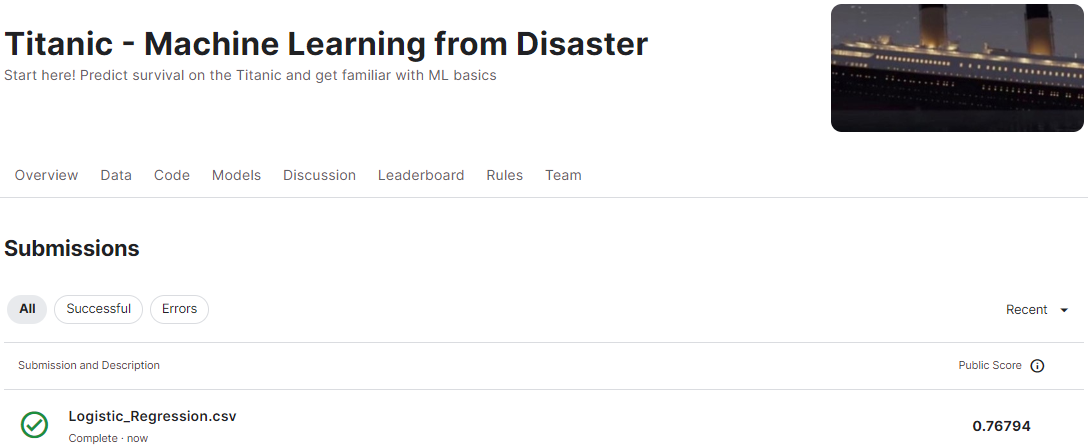 Titanic - Machine Learning from Disaster
Start here! Predict survival on the Titanic and get familiar with ML basics
Overview Data Code Models Discussion Leaderboard Rules Team
Submissions
All Successful Errors Recent
Submission and Description Public Score
Logistic_Regression.csv
Complete · now 0.76794